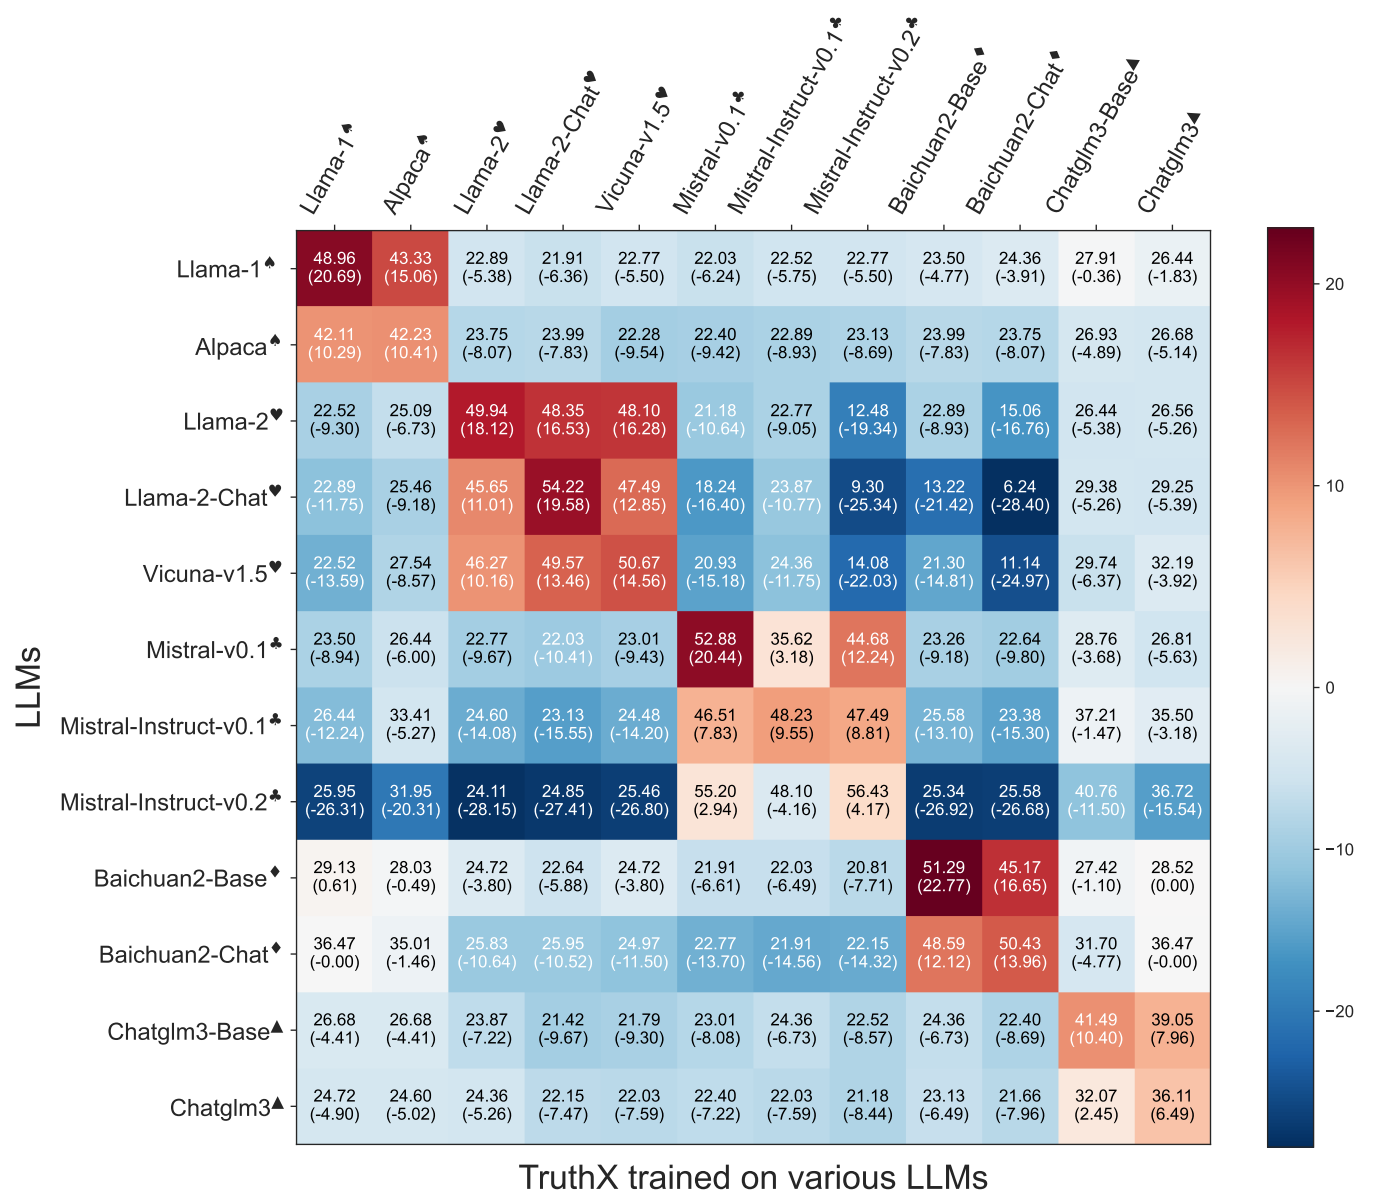 Llama-1♠ Alpaca♠ Llama-2♥ Llama-2-Chat♥ Vicuna-v1.5♥ Mistral-v0.1♣ Mistral-Instruct-v0.1♣ Mistral-Instruct-v0.2♣ Baichuan2-Base♦ Baichuan2-Chat♦ Chatglm3-Base▲ Chatglm3▲
Llama-1♠ 48.96 43.33 22.89 21.91 22.77 22.03 22.52 22.77 23.50 24.36 27.91 26.44
(20.69) (15.06) (-5.38) (-6.36) (-5.50) (-6.24) (-5.75) (-5.50) (-4.77) (-3.91) (-0.36) (-1.83)
Alpaca♠ 42.11 42.23 23.75 23.99 22.28 22.40 22.89 23.13 23.99 23.75 26.93 26.68
(10.29) (10.41) (-8.07) (-7.83) (-9.54) (-9.42) (-8.93) (-8.69) (-7.83) (-8.07) (-4.89) (-5.14)
Llama-2♥ 22.52 25.09 49.94 48.35 48.10 21.18 22.77 12.48 22.89 15.06 26.44 26.56
(-9.30) (-6.73) (18.12) (16.53) (16.28) (-10.64) (-9.05) (-19.34) (-8.93) (-16.76) (-5.38) (-5.26)
Llama-2-Chat♥ 22.89 25.46 45.65 54.22 47.49 18.24 23.87 9.30 13.22 6.24 29.38 29.25
(-11.75) (-9.18) (11.01) (19.58) (12.85) (-16.40) (-10.77) (-25.34) (-21.42) (-28.40) (-5.26) (-5.39)
Vicuna-v1.5♥ 22.52 27.54 46.27 49.57 50.67 20.93 24.36 14.08 21.30 11.14 29.74 32.19
(-13.59) (-8.57) (10.16) (13.46) (14.56) (-15.18) (-11.75) (-22.03) (-14.81) (-24.97) (-6.37) (-3.92)
Mistral-v0.1♣ 23.50 26.44 22.77 22.03 23.01 52.88 35.62 44.68 23.26 22.64 28.76 26.81
(-8.94) (-6.00) (-9.67) (-10.41) (-9.43) (20.44) (3.18) (12.24) (-9.18) (-9.80) (-3.68) (-5.63)
Mistral-Instruct-v0.1♣ 26.44 33.41 24.60 23.13 24.48 46.51 48.23 47.49 25.58 23.38 37.21 35.50
(-12.24) (-5.27) (-14.08) (-15.55) (-14.20) (7.83) (9.55) (8.81) (-13.10) (-15.30) (-1.47) (-3.18)
Mistral-Instruct-v0.2♣ 25.95 31.95 24.11 24.85 25.46 55.20 48.10 56.43 25.34 25.58 40.76 36.72
(-26.31) (-20.31) (-28.15) (-27.41) (-26.80) (2.94) (-4.16) (4.17) (-26.92) (-26.68) (-11.50) (-15.54)
Baichuan2-Base♦ 29.13 28.03 24.72 22.64 24.72 21.91 22.03 20.81 51.29 45.17 27.42 28.52
(0.61) (-0.49) (-3.80) (-5.88) (-3.80) (-6.61) (-6.49) (-7.71) (22.77) (16.65) (-1.10) (0.00)
Baichuan2-Chat♦ 36.47 35.01 25.83 25.95 24.97 22.77 21.91 22.15 48.59 50.43 31.70 36.47
(-0.00) (-1.46) (-10.64) (-10.52) (-11.50) (-13.70) (-14.56) (-14.32) (12.12) (13.96) (-4.77) (-0.00)
Chatglm3-Base▲ 26.68 26.68 23.87 21.42 21.79 23.01 24.36 22.52 24.36 22.40 41.49 39.05
(-4.41) (-4.41) (-7.22) (-9.67) (-9.30) (-8.08) (-6.73) (-8.57) (-6.73) (-8.69) (10.40) (7.96)
Chatglm3▲ 24.72 24.60 24.36 22.15 22.03 22.40 22.03 21.18 23.13 21.66 32.07 36.11
(-4.90) (-5.02) (-5.26) (-7.47) (-7.59) (-7.22) (-7.59) (-8.44) (-6.49) (-7.96) (2.45) (6.49)
LLMs
TruthX trained on various LLMs
20
10
0
−10
−20